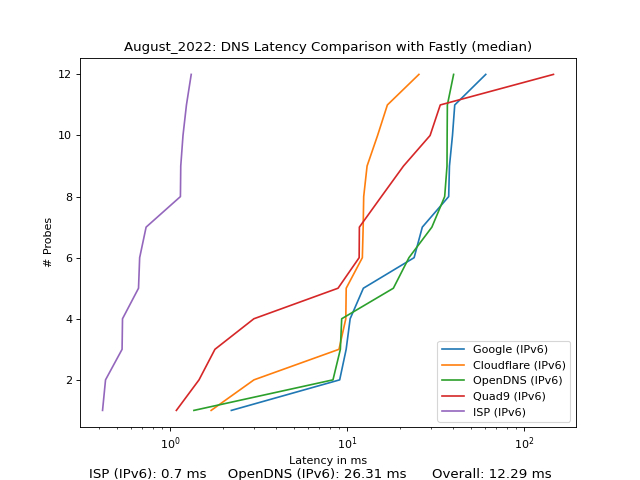 August_2022: DNS Latency Comparison with Fastly (median)
12
10
8
6
4
2
# Probes
10⁰
10¹
10²
Latency in ms
Google (IPv6)
Cloudflare (IPv6)
OpenDNS (IPv6)
Quad9 (IPv6)
ISP (IPv6)
ISP (IPv6): 0.7 ms OpenDNS (IPv6): 26.31 ms Overall: 12.29 ms